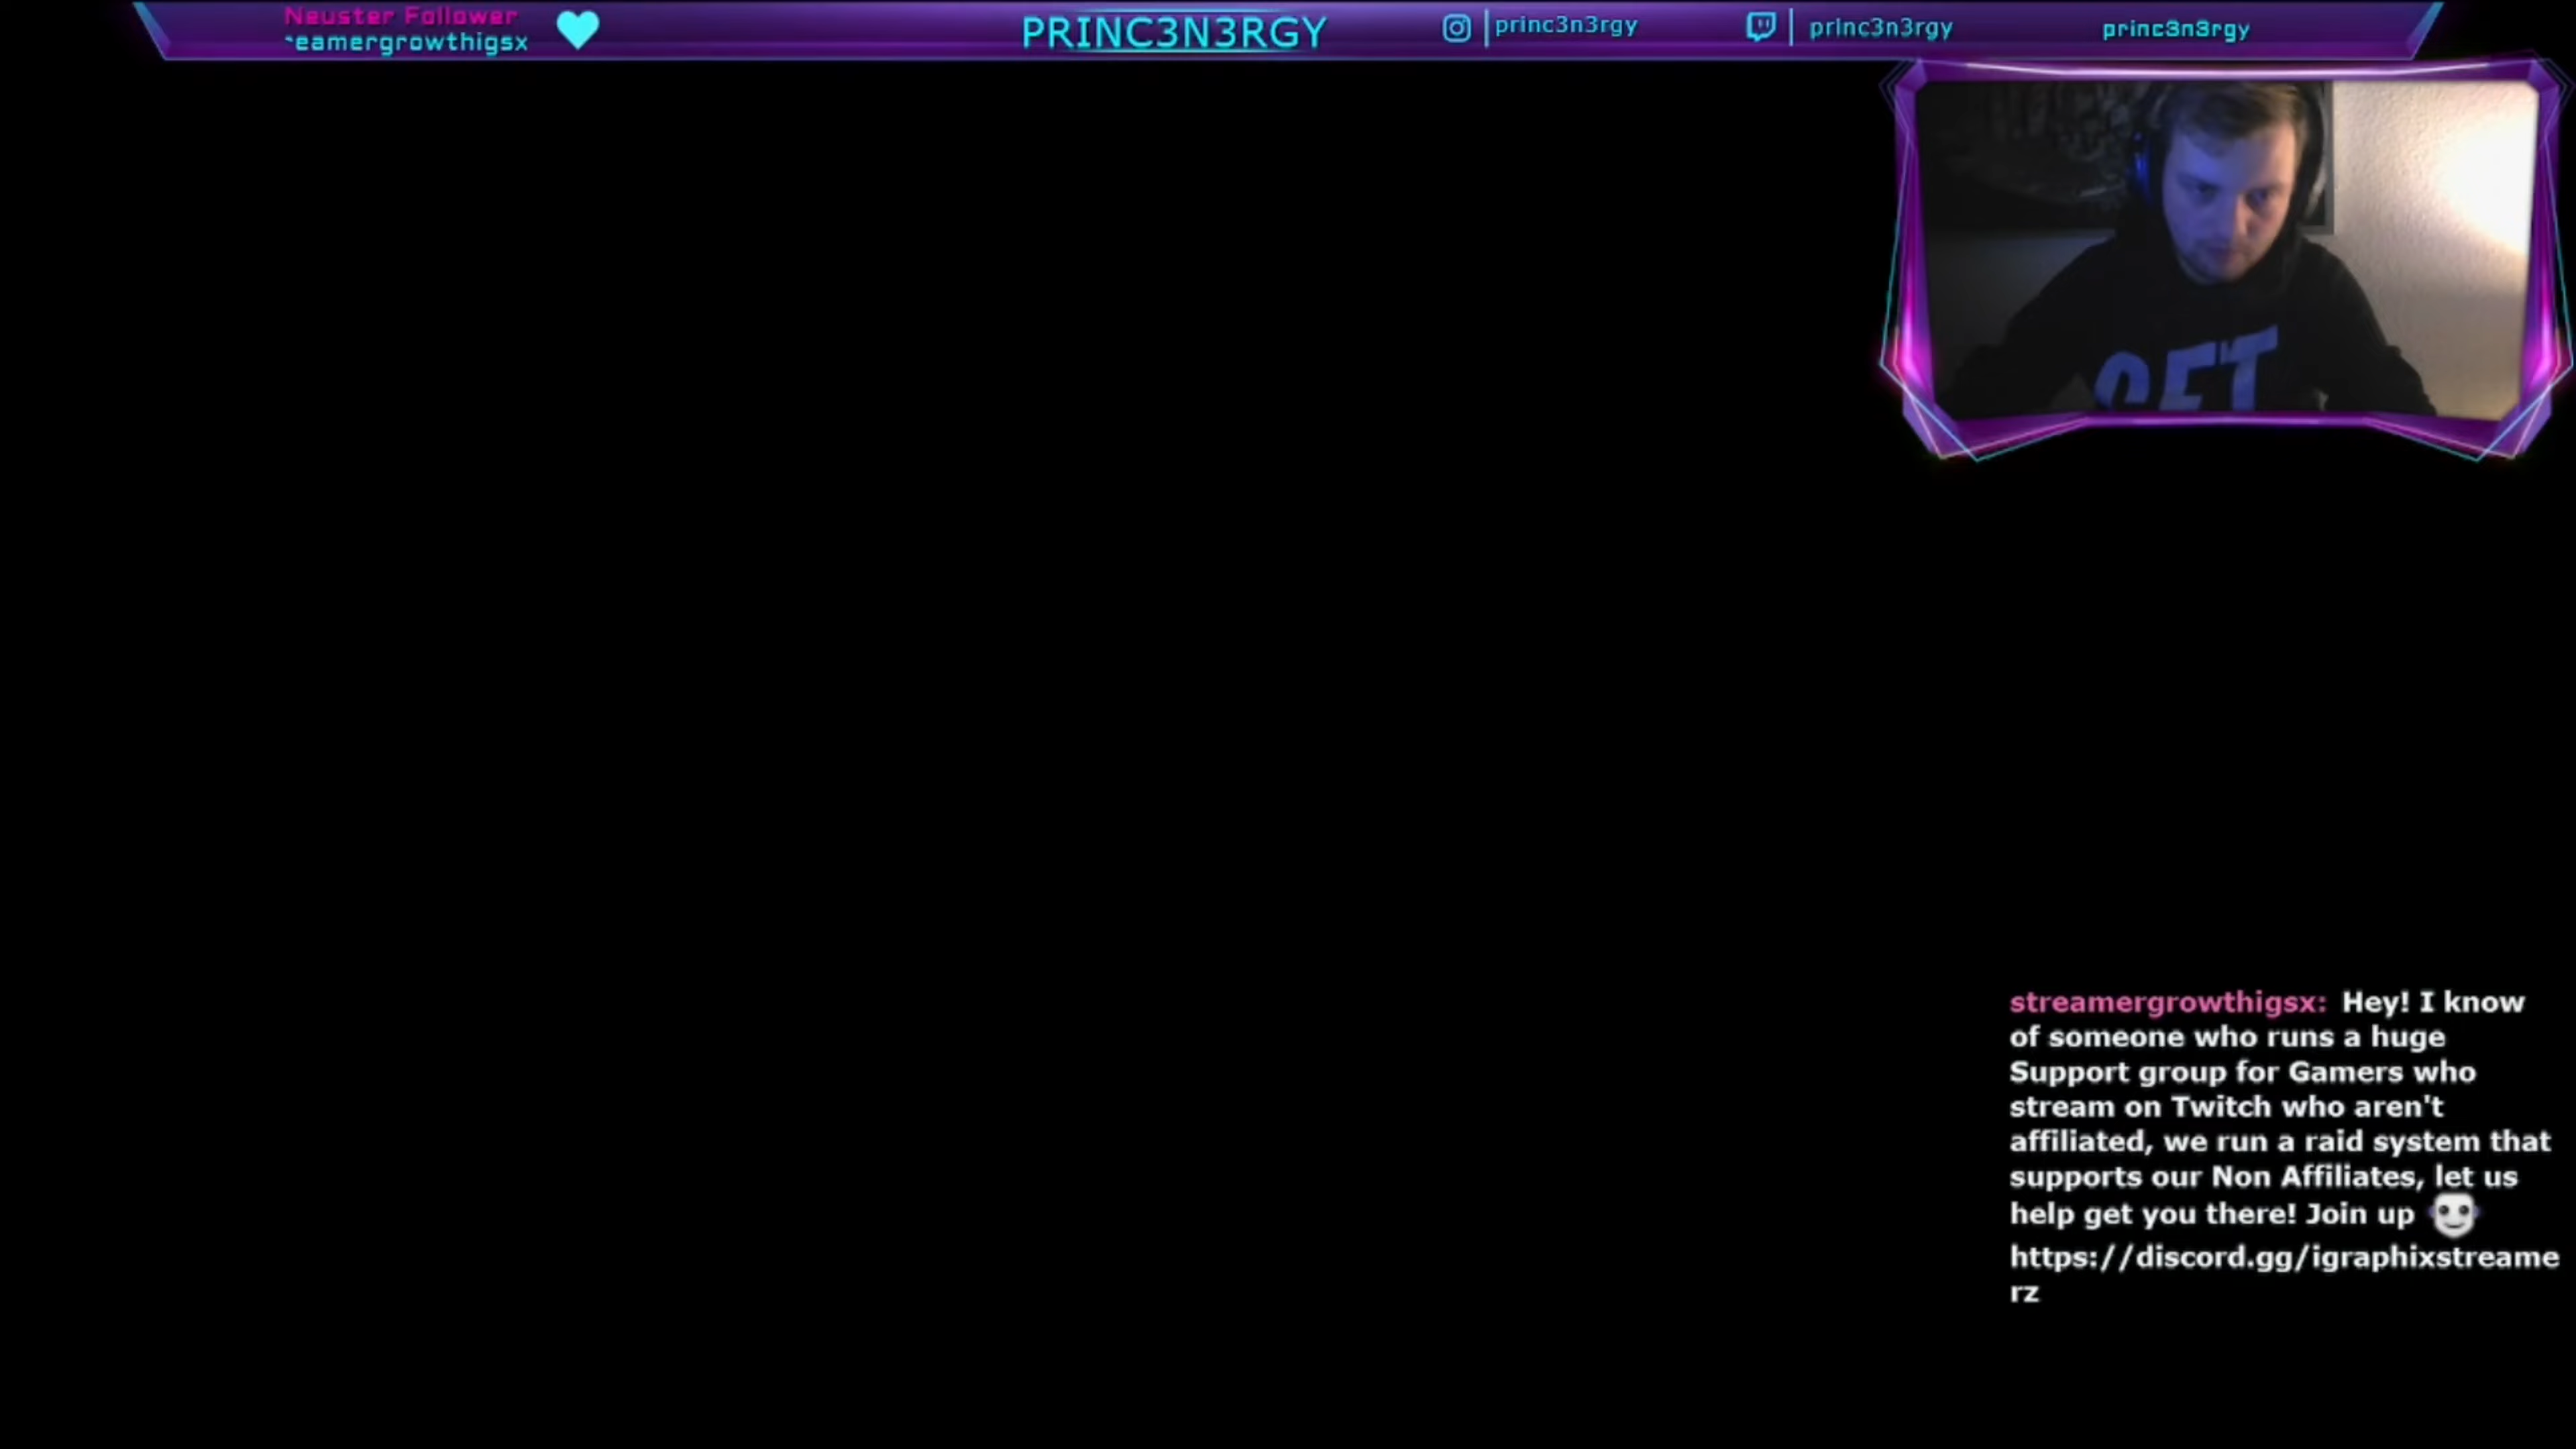 Neuster Follower
eamergrowthigsx
PRINC3N3RGY
princ3n3rgy
princ3n3rgy
princ3n3rgy
GET
streamergrowthigsx: Hey! I know
of someone who runs a huge
Support group for Gamers who
stream on Twitch who aren't
affiliated, we run a raid system that
supports our Non Affiliates, let us
help get you there! Join up
https://discord.gg/igraphixstreame
rz